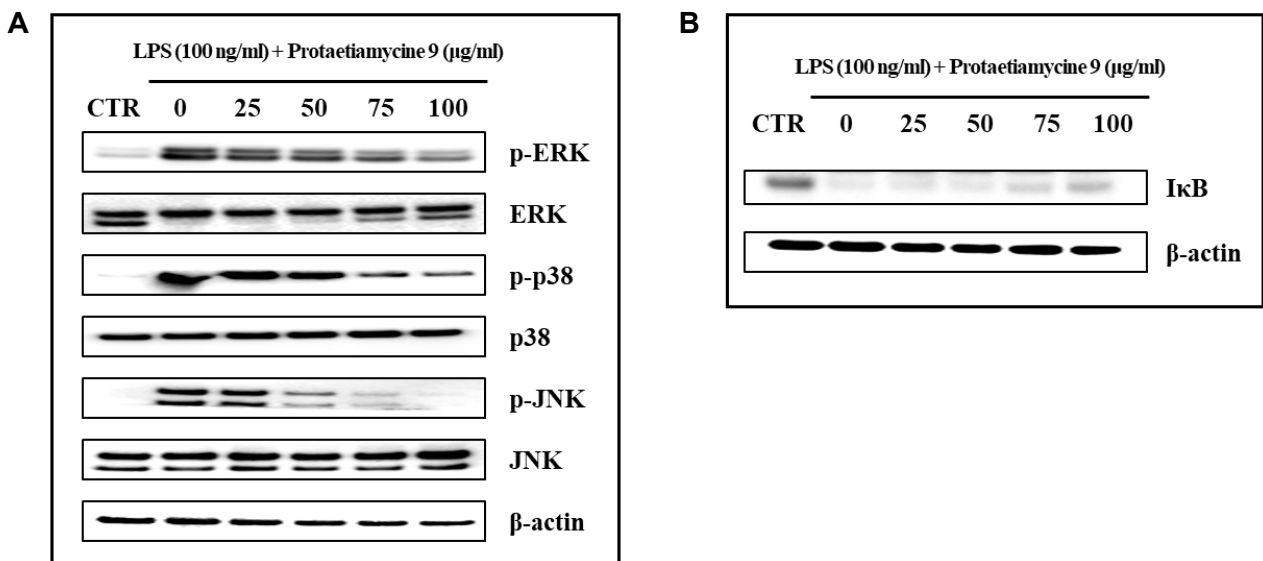 A
LPS (100 ng/ml) + Protaetiamycine 9 (μg/ml)
CTR 0 25 50 75 100
p-ERK
ERK
p-p38
p38
p-JNK
JNK
β-actin
B
LPS (100 ng/ml) + Protaetiamycine 9 (μg/ml)
CTR 0 25 50 75 100
IκB
β-actin